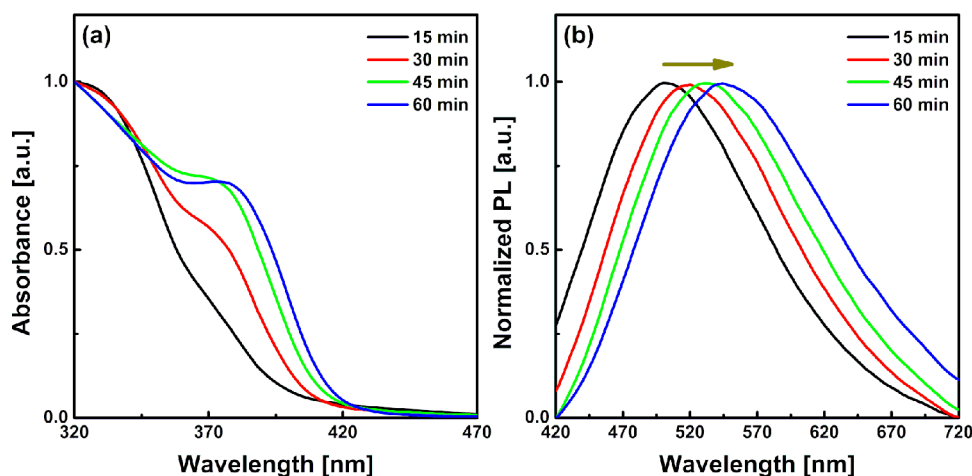 (a)
15 min
30 min
45 min
60 min
1.0
0.5
0.0
320 370 420 470
Absorbance [a.u.]
Wavelength [nm]
(b)
15 min
30 min
45 min
60 min
1.0
0.5
0.0
420 470 520 570 620 670 720
Normalized PL [a.u.]
Wavelength [nm]